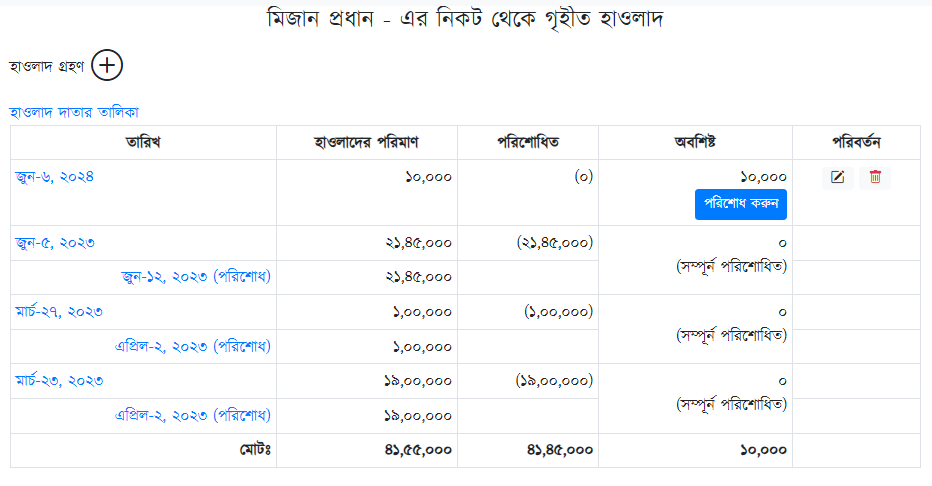 মিজান প্রধান - এর নিকট থেকে গৃহীত হাওলাদ
হাওলাদ গ্রহণ
হাওলাদ দাতার তালিকা
তারিখ হাওলাদের পরিমাণ পরিশোধিত অবশিষ্ট পরিবর্তন
জুন-৬, ২০২৪ ১০,০০০ (০) ১০,০০০
পরিশোধ করুন
জুন-৫, ২০২৩ ২১,৪৫,০০০ (২১,৪৫,০০০) ০
(সম্পূর্ন পরিশোধিত)
জুন-১২, ২০২৩ (পরিশোধ) ২১,৪৫,০০০
মার্চ-২৭, ২০২৩ ১,০০,০০০ (১,০০,০০০) ০
(সম্পূর্ন পরিশোধিত)
এপ্রিল-২, ২০২৩ (পরিশোধ) ১,০০,০০০
মার্চ-২৩, ২০২৩ ১৯,০০,০০০ (১৯,০০,০০০) ০
(সম্পূর্ন পরিশোধিত)
এপ্রিল-২, ২০২৩ (পরিশোধ) ১৯,০০,০০০
মোটঃ ৪১,৫৫,০০০ ৪১,৪৫,০০০ ১০,০০০